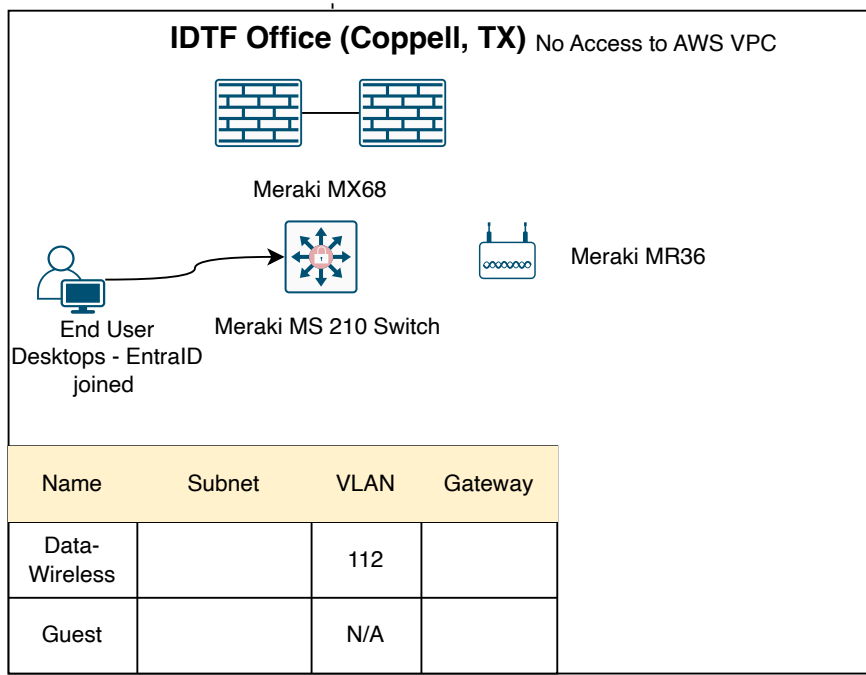 IDTF Office (Coppell, TX) No Access to AWS VPC
Meraki MX68
Meraki MR36
End User
Desktops - EntraID
joined
Meraki MS 210 Switch
Name Subnet VLAN Gateway
Data-
Wireless
112
Guest N/A